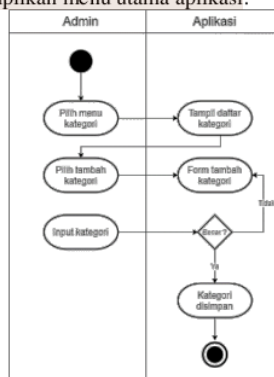 aplikan menu utama aplikasi.
Admin Aplikasi
Pilih menu
kategori
Tampil daftar
kategori
Pilih tambah
kategori
Form tambah
kategori
Tidak
Input kategori
Benar?
Ya
Kategori
disimpan